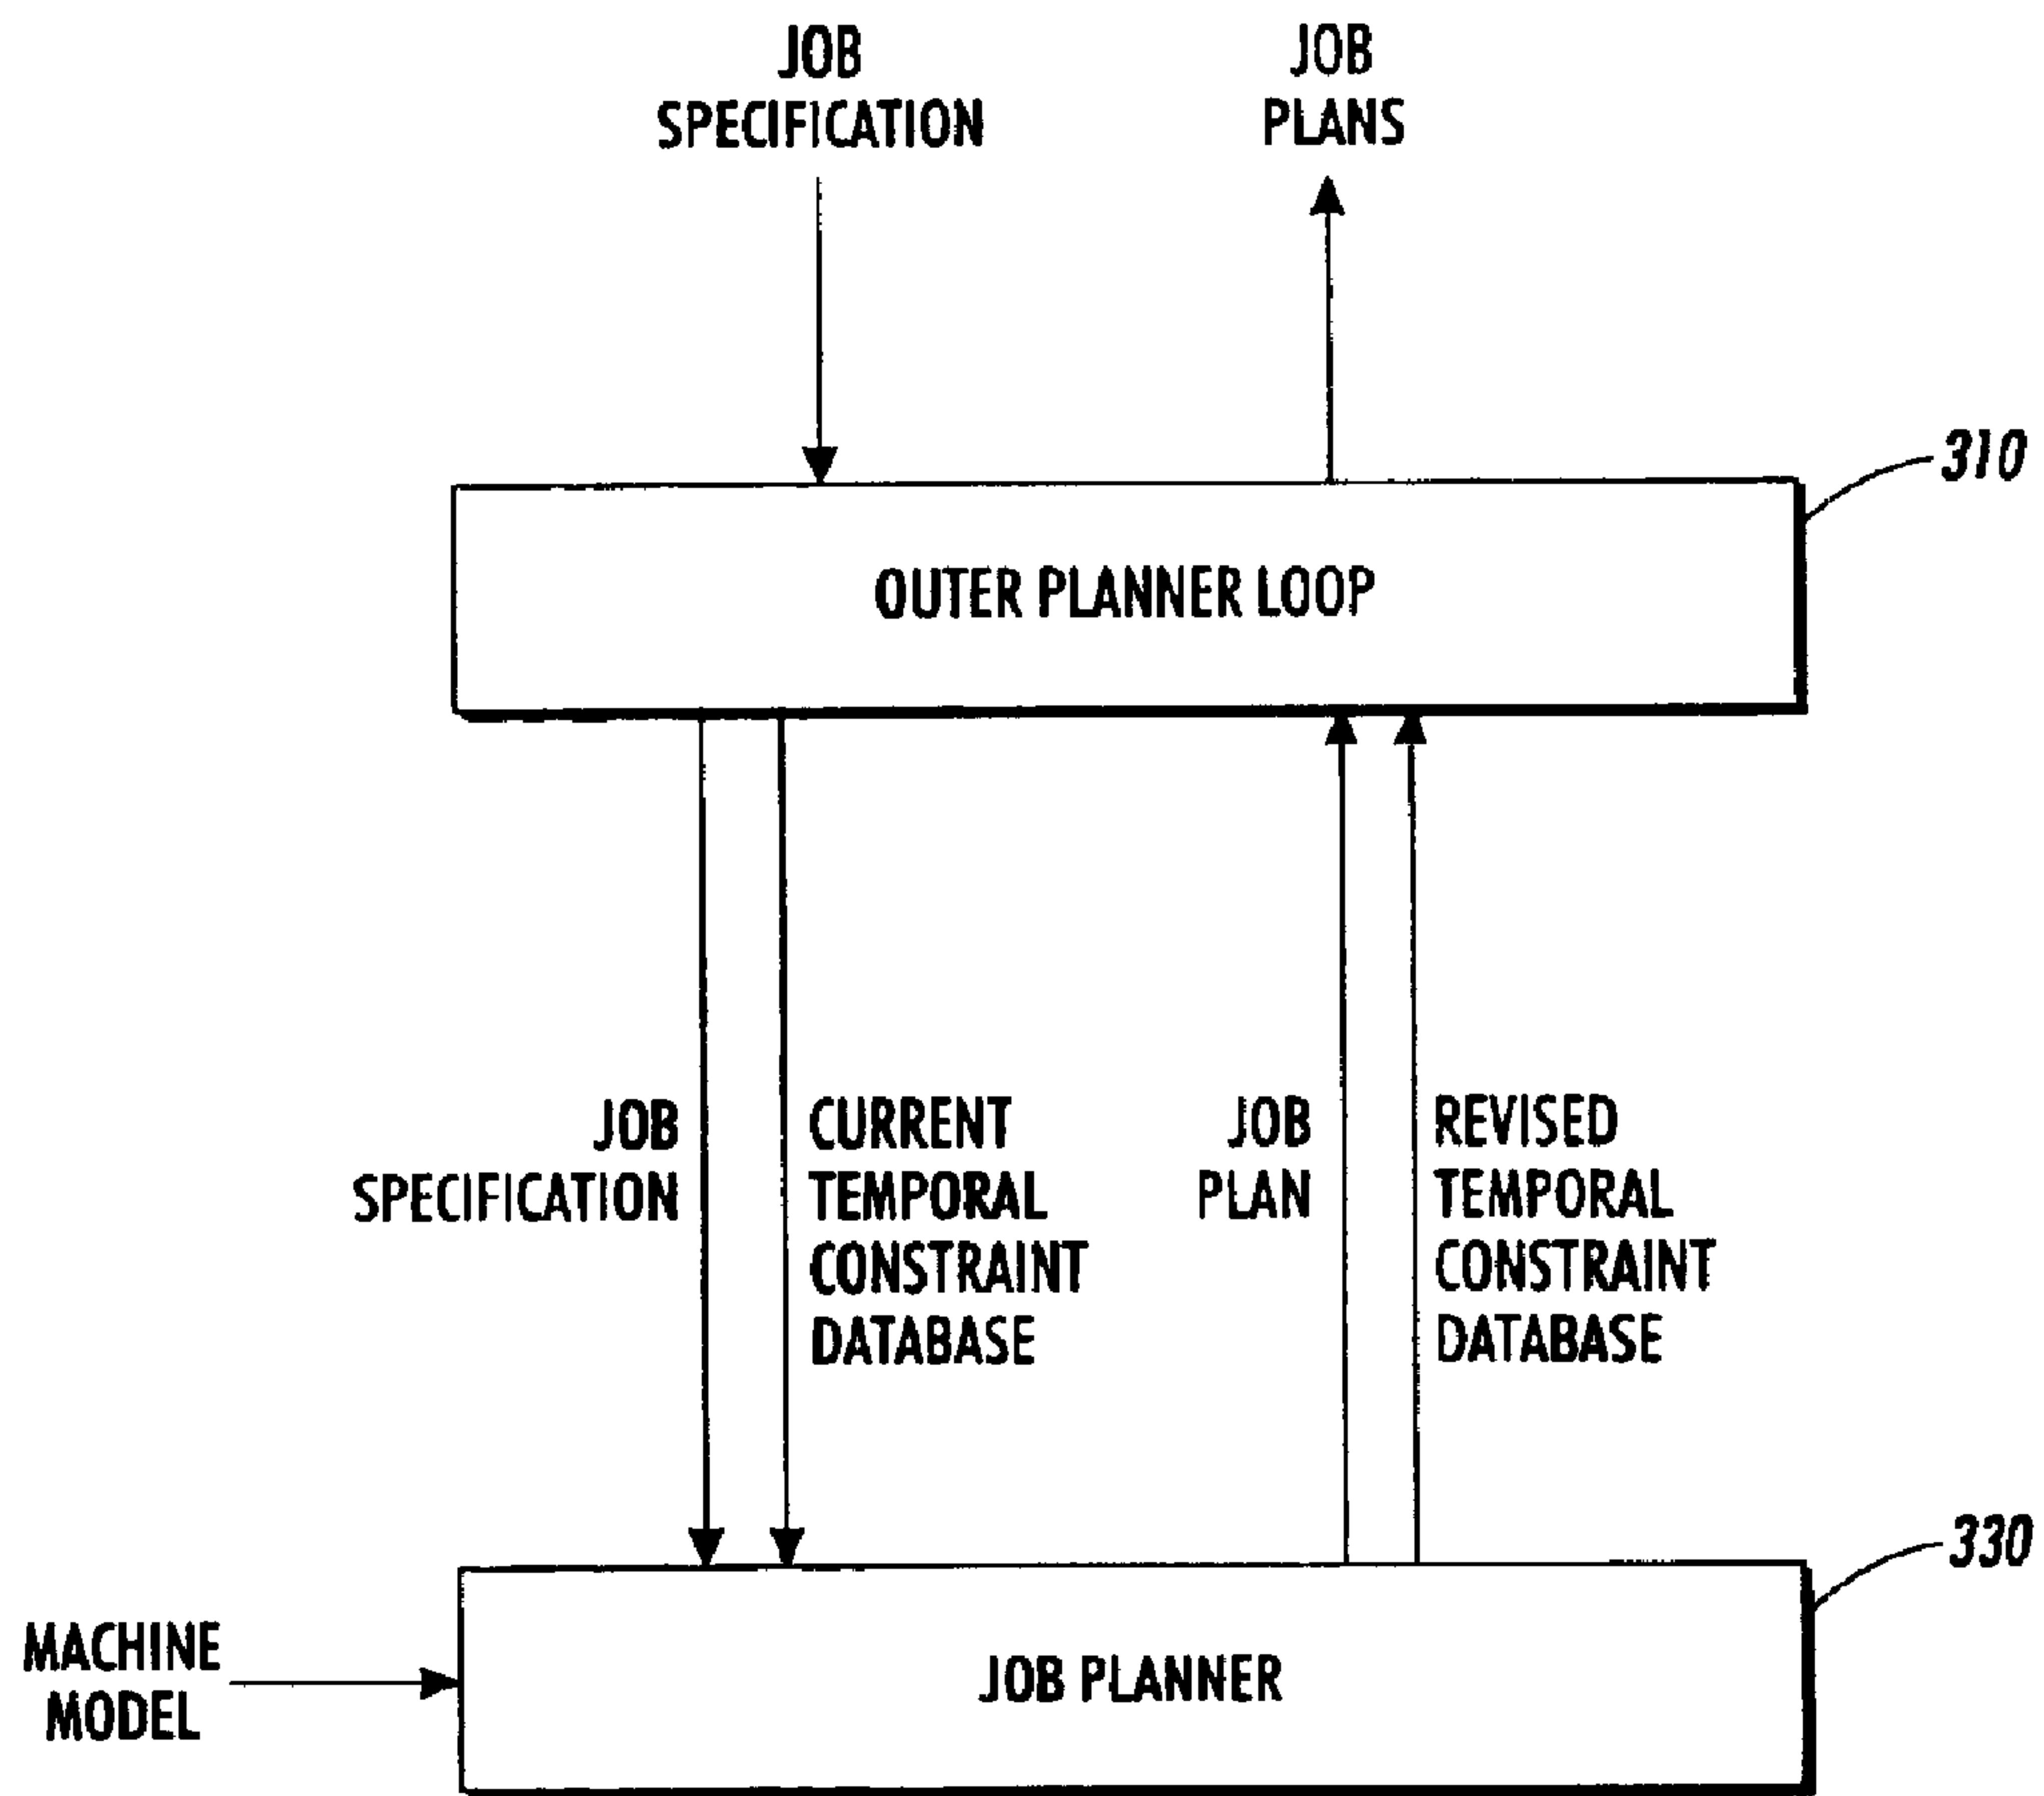 JOB
SPECIFICATION
JOB
PLANS
310
OUTER PLANNER LOOP
JOB
SPECIFICATION
CURRENT
TEMPORAL
CONSTRAINT
DATABASE
JOB
PLAN
REVISED
TEMPORAL
CONSTRAINT
DATABASE
330
MACHINE
MODEL
JOB PLANNER